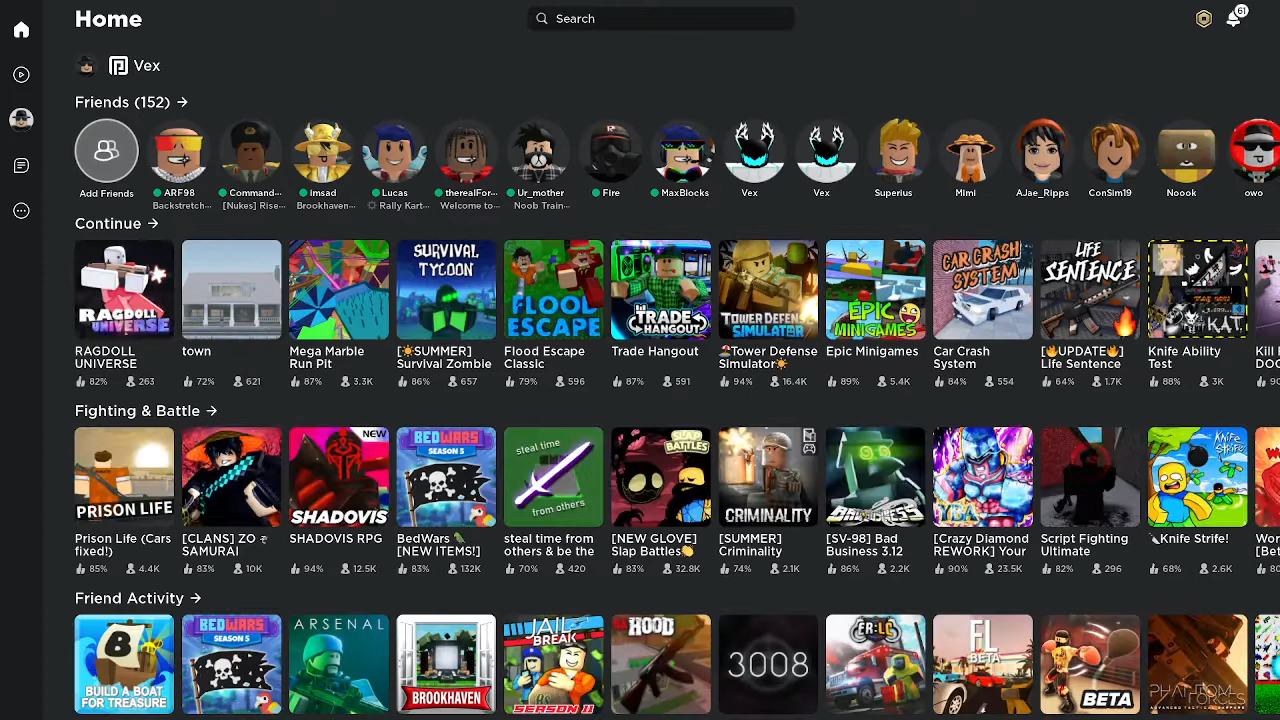 Home
Search
61
Vex
Friends (152) →
Add Friends
ARF98
Backstretch...
Command...
[Nukes] Rise...
Imsad
Brookhaven...
Lucas
Rally Kart...
therealFor...
Welcome to...
Ur_mother
Noob Train...
Fire
MaxBlocks
Vex
Vex
Superius
Mimi
AJae_Ripps
ConSim19
Noook
owo
Continue →
RAGDOLL
UNIVERSE
SURVIVAL
TYCOON
FLOOD
ESCAPE
TRADE
HANGOUT
TOWER DEFENSE
SIMULATOR
EPIC
MINIGAMES
CAR CRASH
SYSTEM
LIFE
SENTENCE
K.A.T.
RAGDOLL
UNIVERSE
82% 263
town
72% 621
Mega Marble
Run Pit
87% 3.3K
[☀️SUMMER]
Survival Zombie
86% 657
Flood Escape
Classic
79% 596
Trade Hangout
87% 591
🏖️Tower Defense
Simulator☀️
94% 16.4K
Epic Minigames
89% 5.4K
Car Crash
System
84% 554
[🔥UPDATE🔥]
Life Sentence
64% 1.7K
Knife Ability
Test
88% 3K
Fighting & Battle →
PRISON LIFE
NEW
SHADOVIS
BEDWARS
SEASON 5
steal time
from others
SLAP
BATTLES
CRIMINALITY
BAD BUSINESS
YBA
Knife
Strife
Prison Life (Cars
fixed!)
85% 4.4K
[CLANS] ZO ぞ
SAMURAI
83% 10K
SHADOVIS RPG
94% 12.5K
BedWars 🦜
[NEW ITEMS!]
83% 132K
steal time from
others & be the
70% 420
[NEW GLOVE]
Slap Battles👏
83% 32.8K
[SUMMER]
Criminality
74% 2.1K
[SV-98] Bad
Business 3.12
86% 2.2K
[Crazy Diamond
REWORK] Your
90% 23.5K
Script Fighting
Ultimate
82% 296
🔪Knife Strife!
68% 2.6K
Friend Activity →
B
BUILD A BOAT
FOR TREASURE
BEDWARS
SEASON 5
ARSENAL
BROOKHAVEN
JAIL
BREAK
SEASON 11
HOOD
3008
ER:LC
FL
BETA
BETA
PHANTOM
FORCES